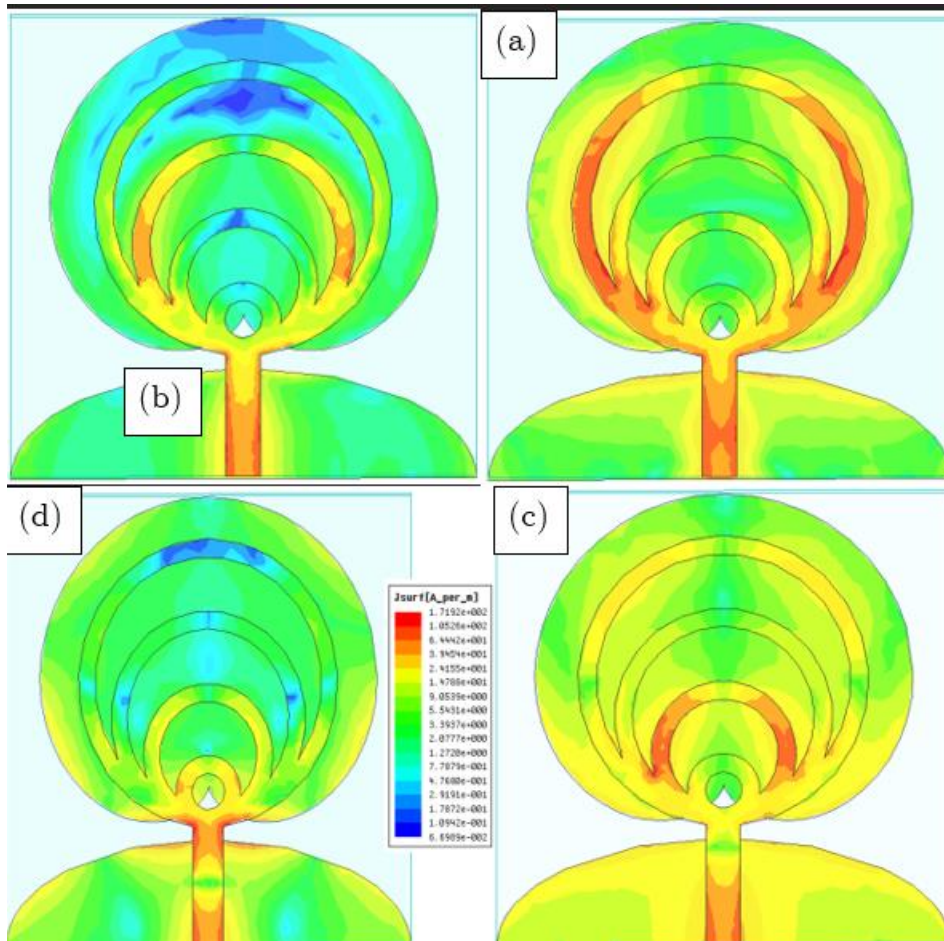 (a)
(b)
(d)
(c)
Jsurf[A_per_m]
1.7192e+002
1.0526e+002
6.4442e+001
3.9454e+001
2.4155e+001
1.4788e+001
9.0539e+000
5.5431e+000
3.3937e+000
2.0777e+000
1.2720e+000
7.7879e-001
4.7680e-001
2.9191e-001
1.7872e-001
1.0942e-001
6.6989e-002